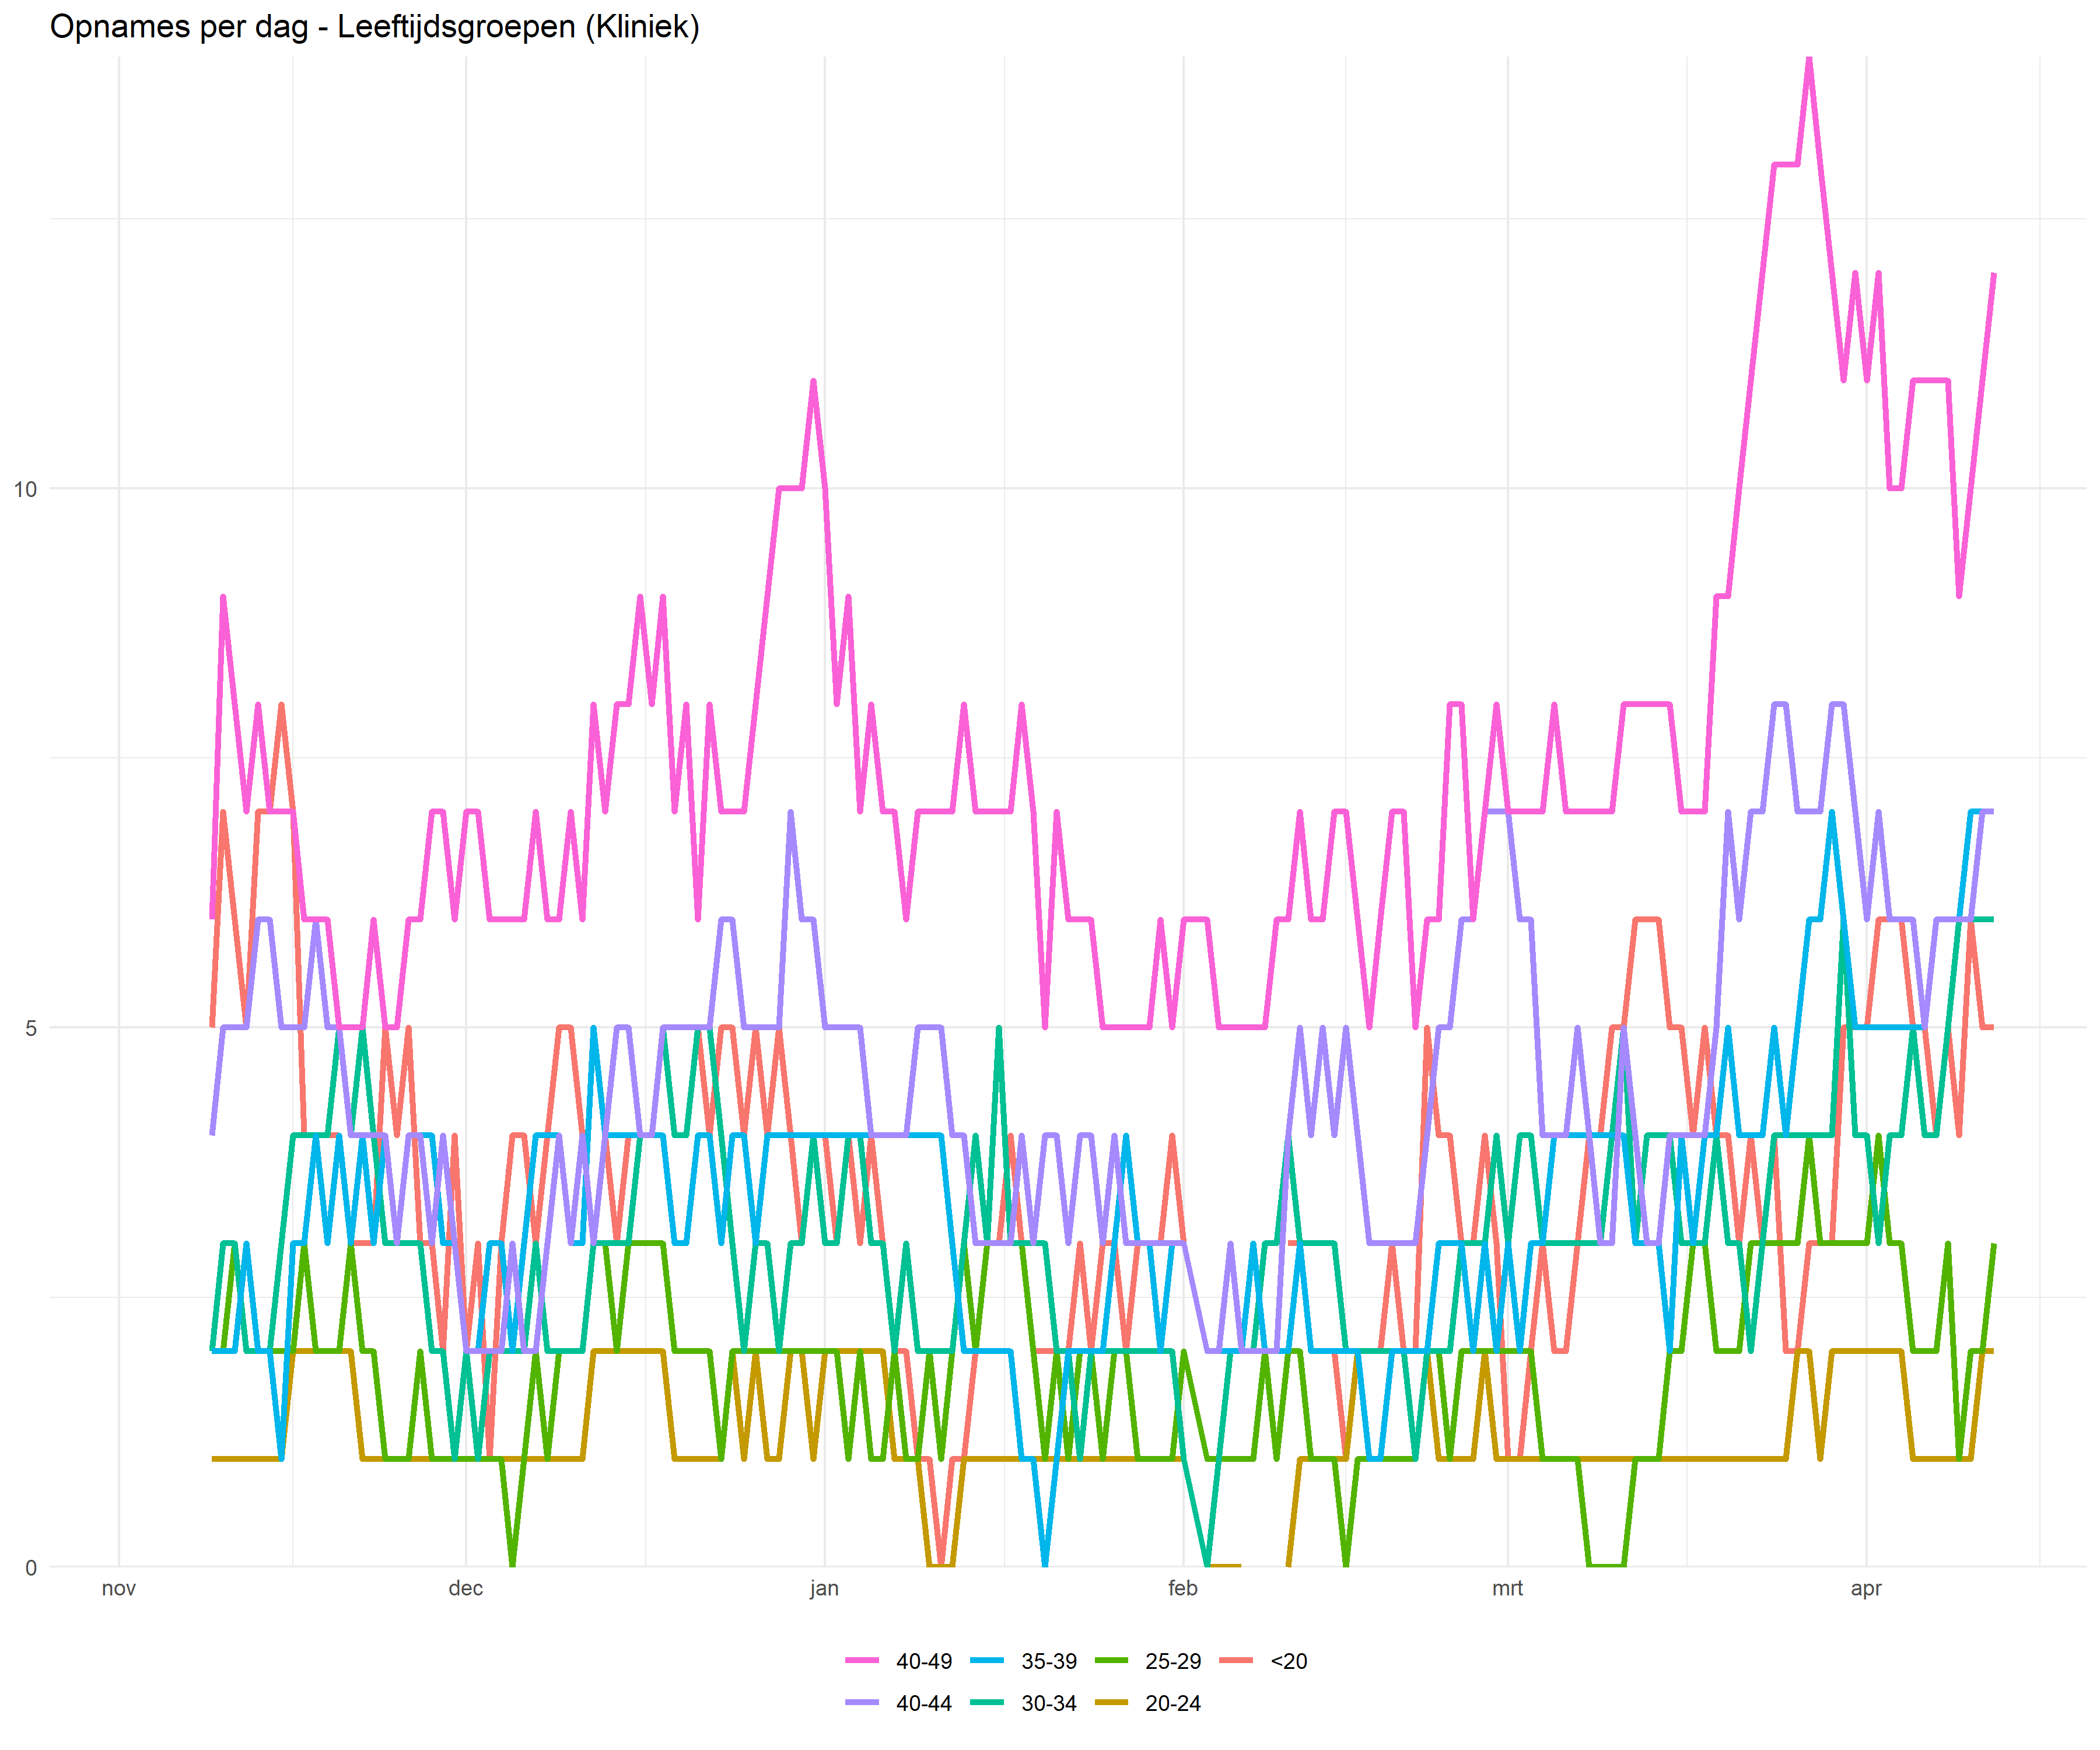 Opnames per dag - Leeftijdsgroepen (Kliniek)
10
5
0
nov dec jan feb mrt apr
40-49 35-39 25-29 <20
40-44 30-34 20-24